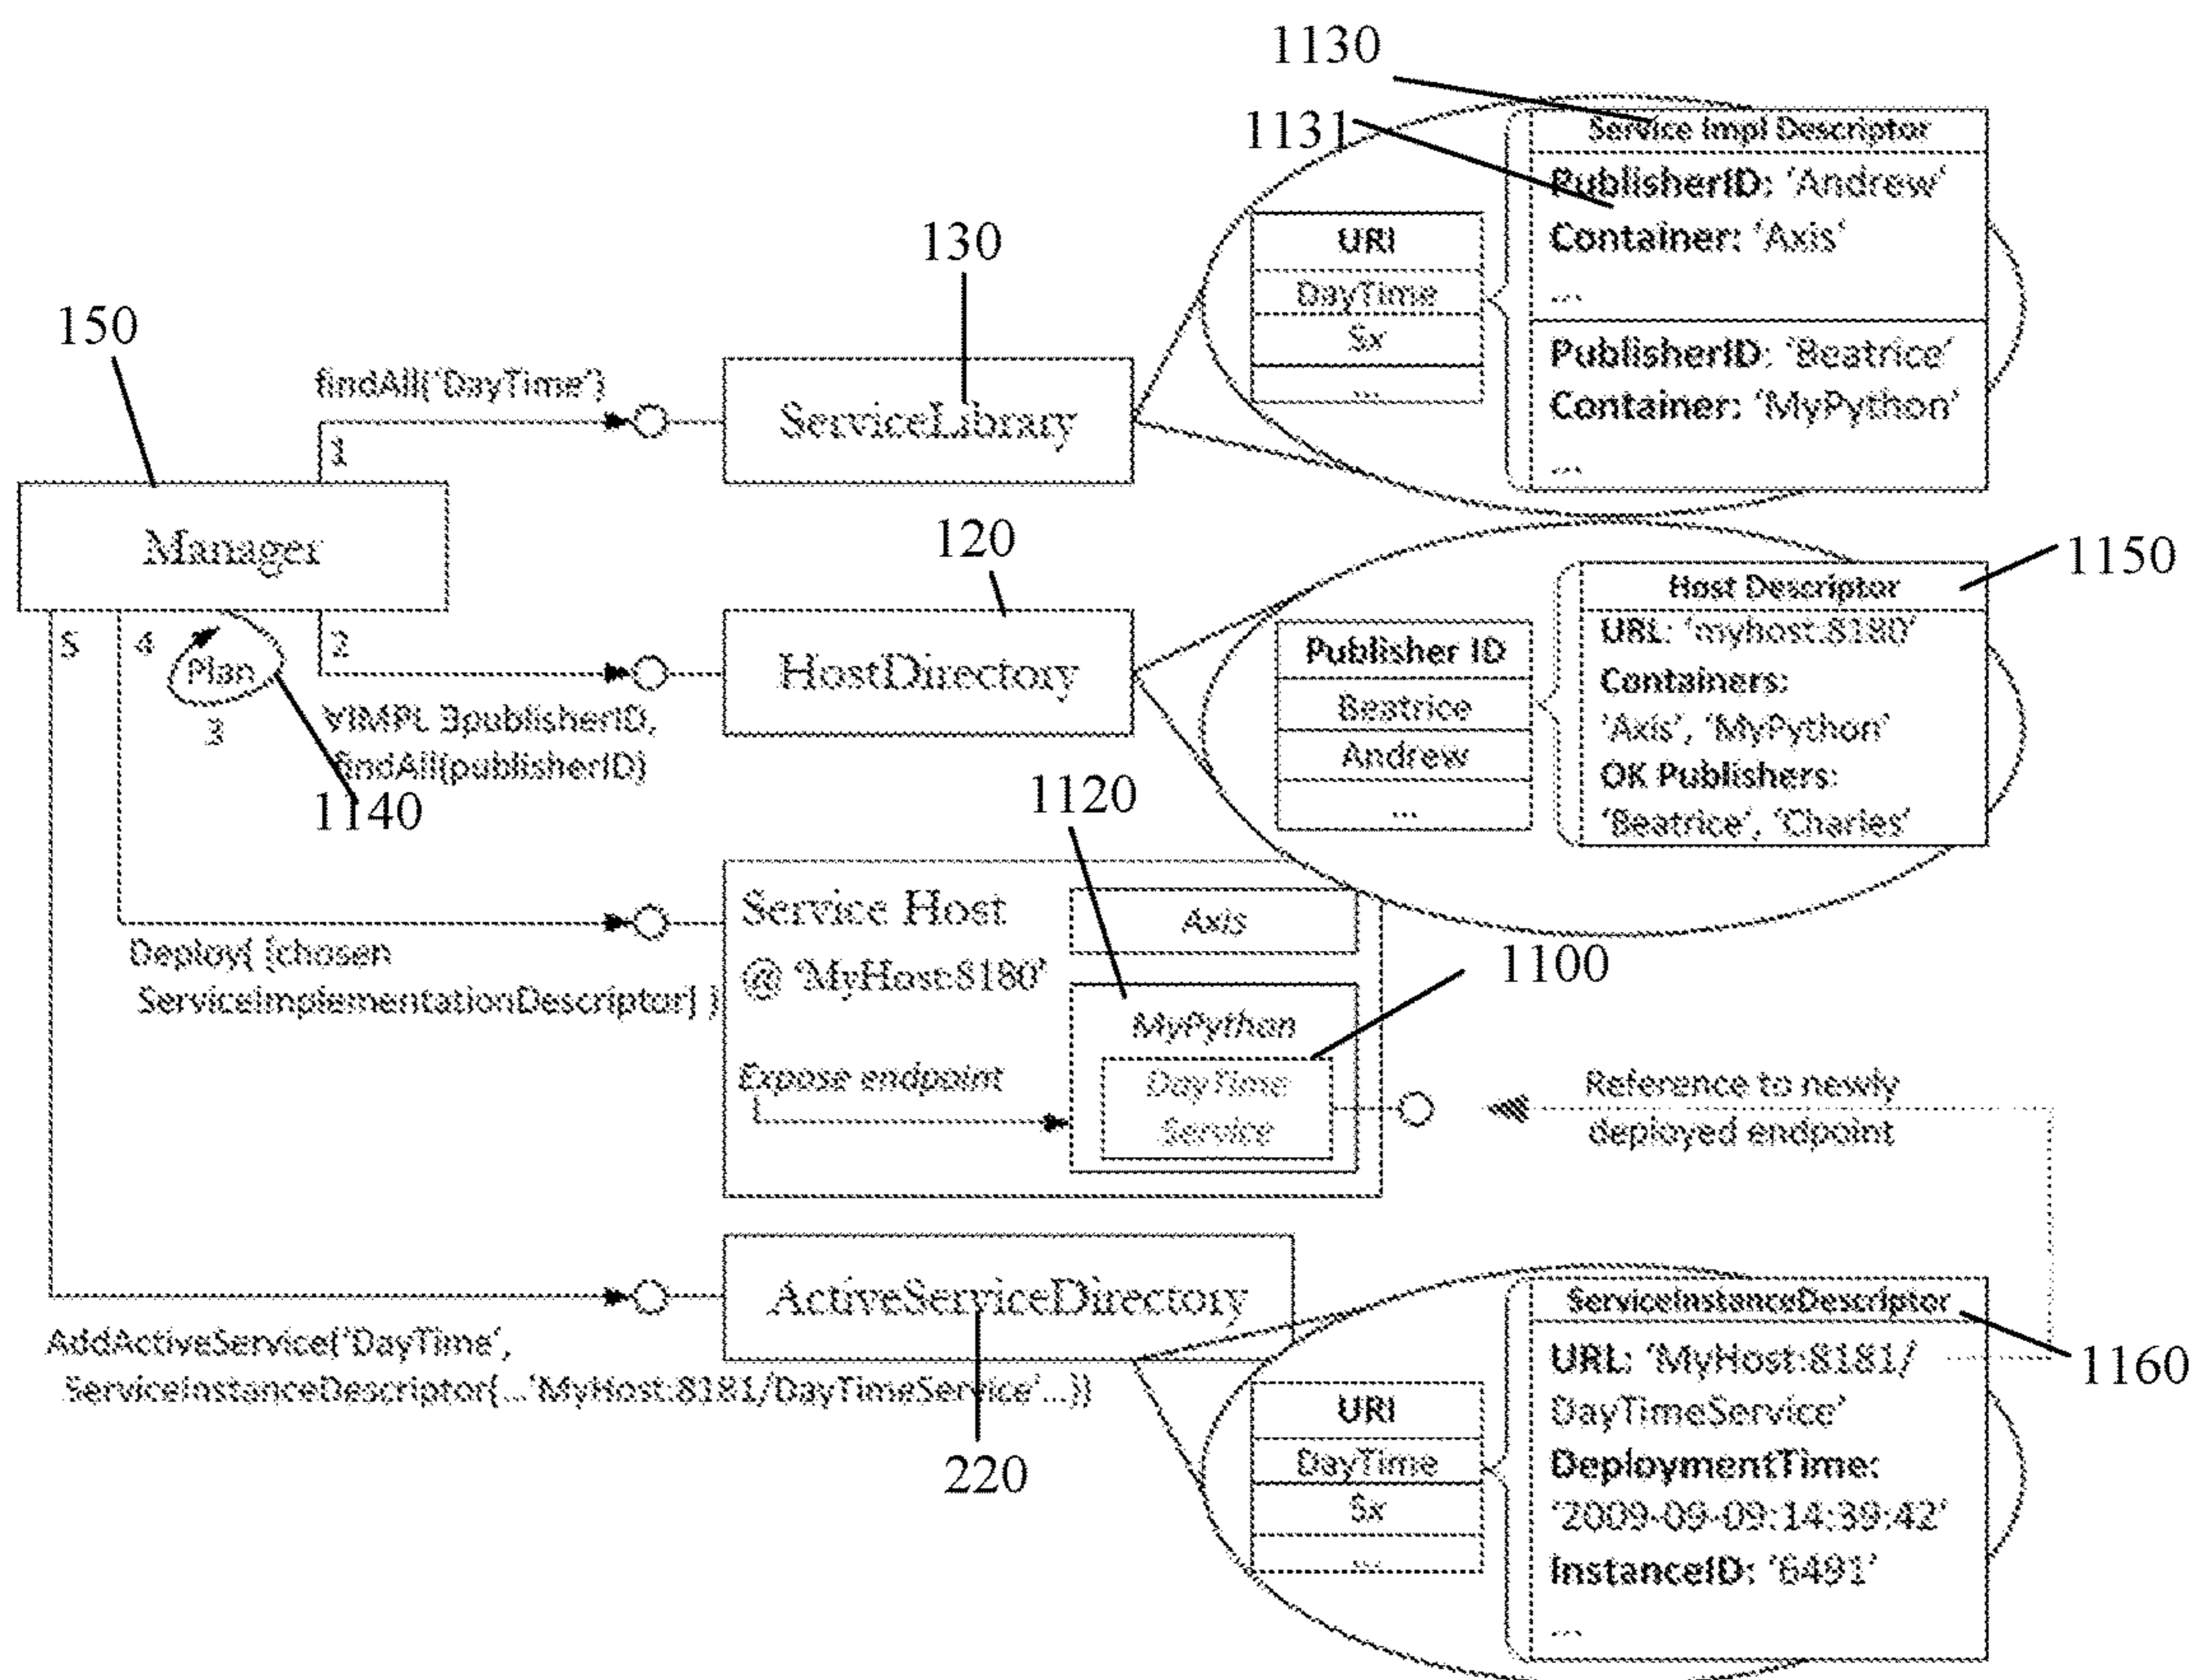 1130
1131
Service Impl Descriptor
PublisherID: 'Andrew'
Container: 'Axis'
...
PublisherID: 'Beatrice'
Container: 'MyPython'
...
URI
DayTime
Sx
...
130
150
findAll('DayTime')
1
ServiceLibrary
Manager
120
1150
Host Descriptor
URL: 'myhost:8180'
Containers:
'Axis', 'MyPython'
OK Publishers:
'Beatrice', 'Charles'
Publisher ID
Beatrice
Andrew
...
5
4
Plan
3
2
HostDirectory
∀IMPL ∃publisherID,
findAll(publisherID)
1140
1120
Service Host
@ 'MyHost:8180'
Axis
1100
Deploy( [chosen
ServiceImplementationDescriptor] )
MyPython
Expose endpoint
DayTime
Service
Reference to newly
deployed endpoint
ActiveServiceDirectory
AddActiveService('DayTime',
ServiceInstanceDescriptor(...'MyHost:8181/DayTimeService'...))
220
ServiceInstanceDescriptor
1160
URL: 'MyHost:8181/
DayTimeService'
DeploymentTime:
'2009-09-09:14:39:42'
InstanceID: '6491'
...
URI
DayTime
Sx
...